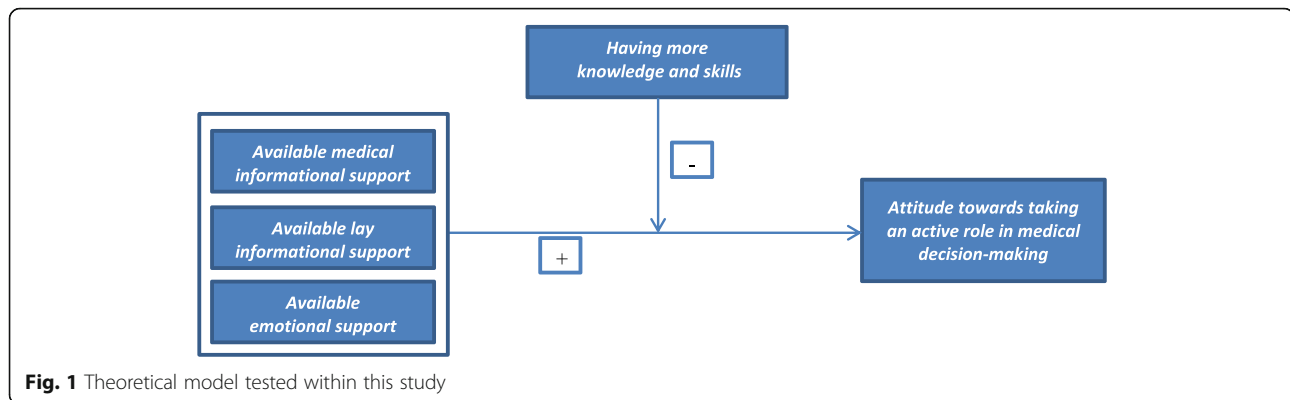 Having more
knowledge and skills
Available medical
informational support
-
Available lay
informational support
Attitude towards taking
an active role in medical
decision-making
+
Available
emotional support
Fig. 1 Theoretical model tested within this study